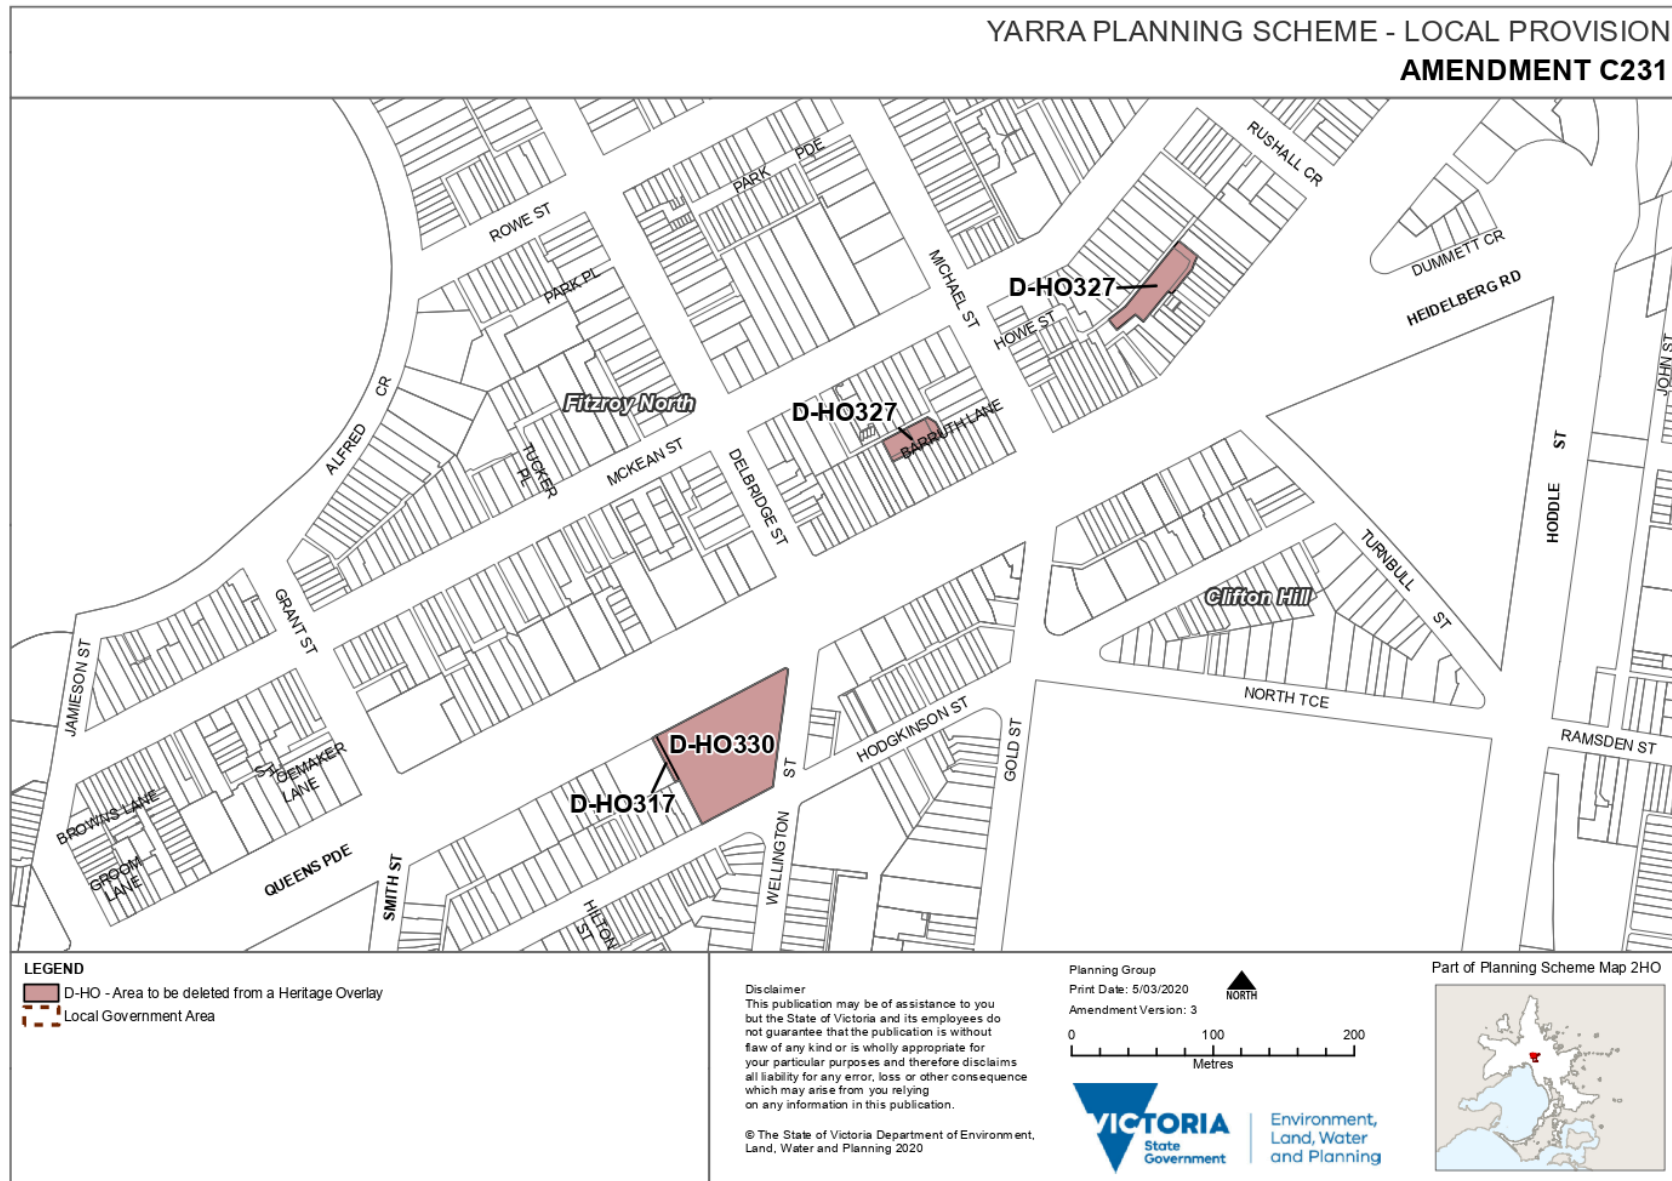 YARRA PLANNING SCHEME - LOCAL PROVISION
AMENDMENT C231
RUSHALL CR
PARK PDE
ROWE ST
DUMMETT CR
MICHAEL ST
PARK PL
D-HO327
HEIDELBERG RD
HOWE ST
JOHN ST
ALFRED CR
Fitzroy North
D-HO327
BARRUTH LANE
TUCKER
PL
MCKEAN ST
DELBRIDGE ST
HODDLE ST
TURNBULL ST
GRANT ST
Clifton Hill
JAMIESON ST
NORTH TCE
HODGKINSON ST
GOLD ST
RAMSDEN ST
D-HO330
D-HO317
WELLINGTON ST
BROWNS LANE
GROOM
LANE
QUEENS PDE
SMITH ST
HILTON
ST
LEGEND
D-HO - Area to be deleted from a Heritage Overlay
Local Government Area
Disclaimer
This publication may be of assistance to you
but the State of Victoria and its employees do
not guarantee that the publication is without
flaw of any kind or is wholly appropriate for
your particular purposes and therefore disclaims
all liability for any error, loss or other consequence
which may arise from you relying
on any information in this publication.
© The State of Victoria Department of Environment,
Land, Water and Planning 2020
Planning Group
Print Date: 5/03/2020
Amendment Version: 3
NORTH
0 100 200
Metres
VICTORIA
State
Government
Environment,
Land, Water
and Planning
Part of Planning Scheme Map 2HO